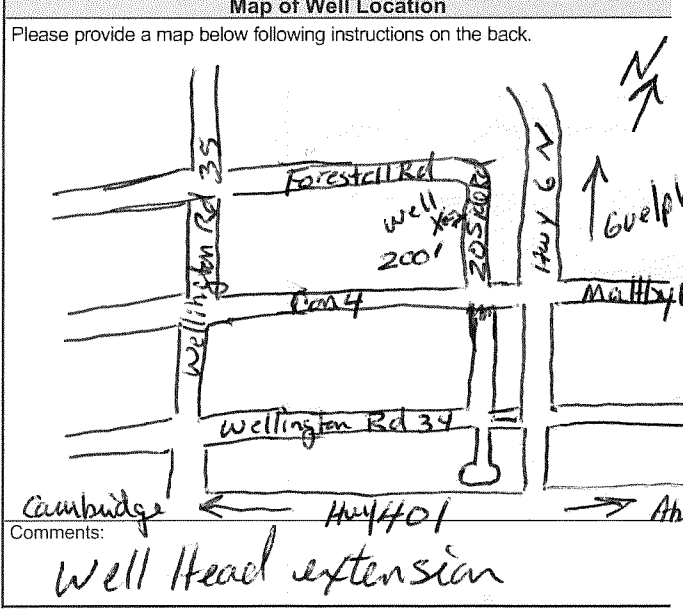 Map of Well Location
Please provide a map below following instructions on the back.
N
Wellington Rd 35
Forestell Rd
Well
200'
Hwy 6 N
Guelph
Con 4
Maltby
Wellington Rd 34
Cambridge
Hwy 401
Comments:
Well Head extension